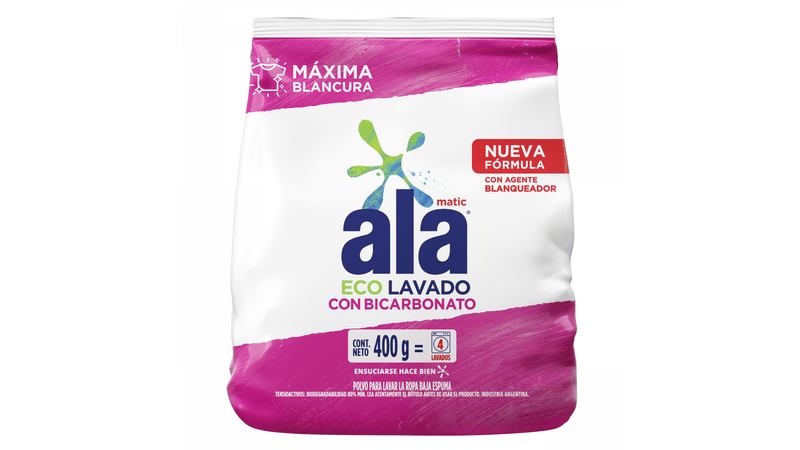 MÁXIMA
BLANCURA
NUEVA
FÓRMULA
CON AGENTE
BLANQUEADOR
matic
ala®
ECO LAVADO
CON BICARBONATO
CONT.
NETO 400 g = 4
LAVADOS
ENSUCIARSE HACE BIEN
POLVO PARA LAVAR LA ROPA BAJA ESPUMA
TENSIOACTIVOS: BIODEGRADABILIDAD 80% MIN. LEA ATENTAMENTE EL RÓTULO ANTES DE USAR EL PRODUCTO. INDUSTRIA ARGENTINA.